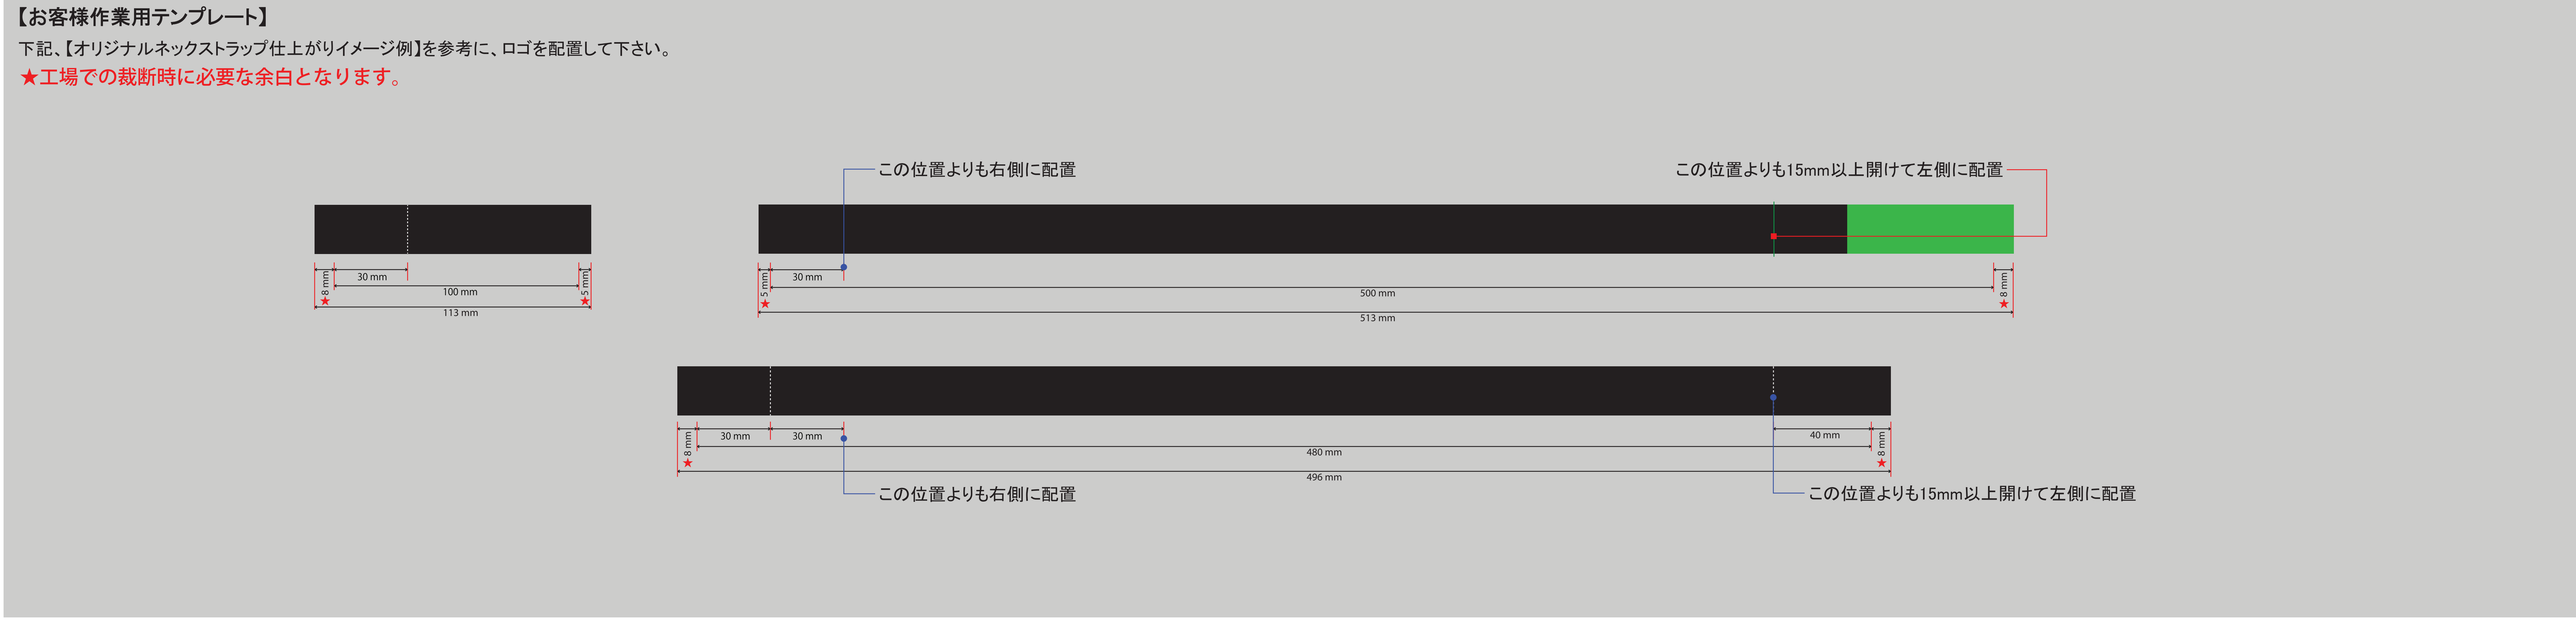 【お客様作業用テンプレート】
下記、【オリジナルネックストラップ仕上がりイメージ例】を参考に、ロゴを配置して下さい。
★工場での裁断時に必要な余白となります。
この位置よりも右側に配置
この位置よりも15mm以上開けて左側に配置
★8 mm
30 mm
100 mm
★5 mm
113 mm
★5 mm
30 mm
500 mm
★8 mm
513 mm
★8 mm
30 mm
30 mm
480 mm
40 mm
★8 mm
496 mm
この位置よりも右側に配置
この位置よりも15mm以上開けて左側に配置